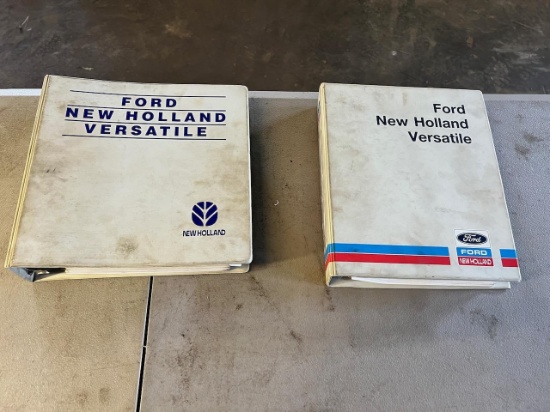 FORD
NEW HOLLAND
VERSATILE
NEW HOLLAND
Ford
New Holland
Versatile
Ford
FORD
NEW HOLLAND